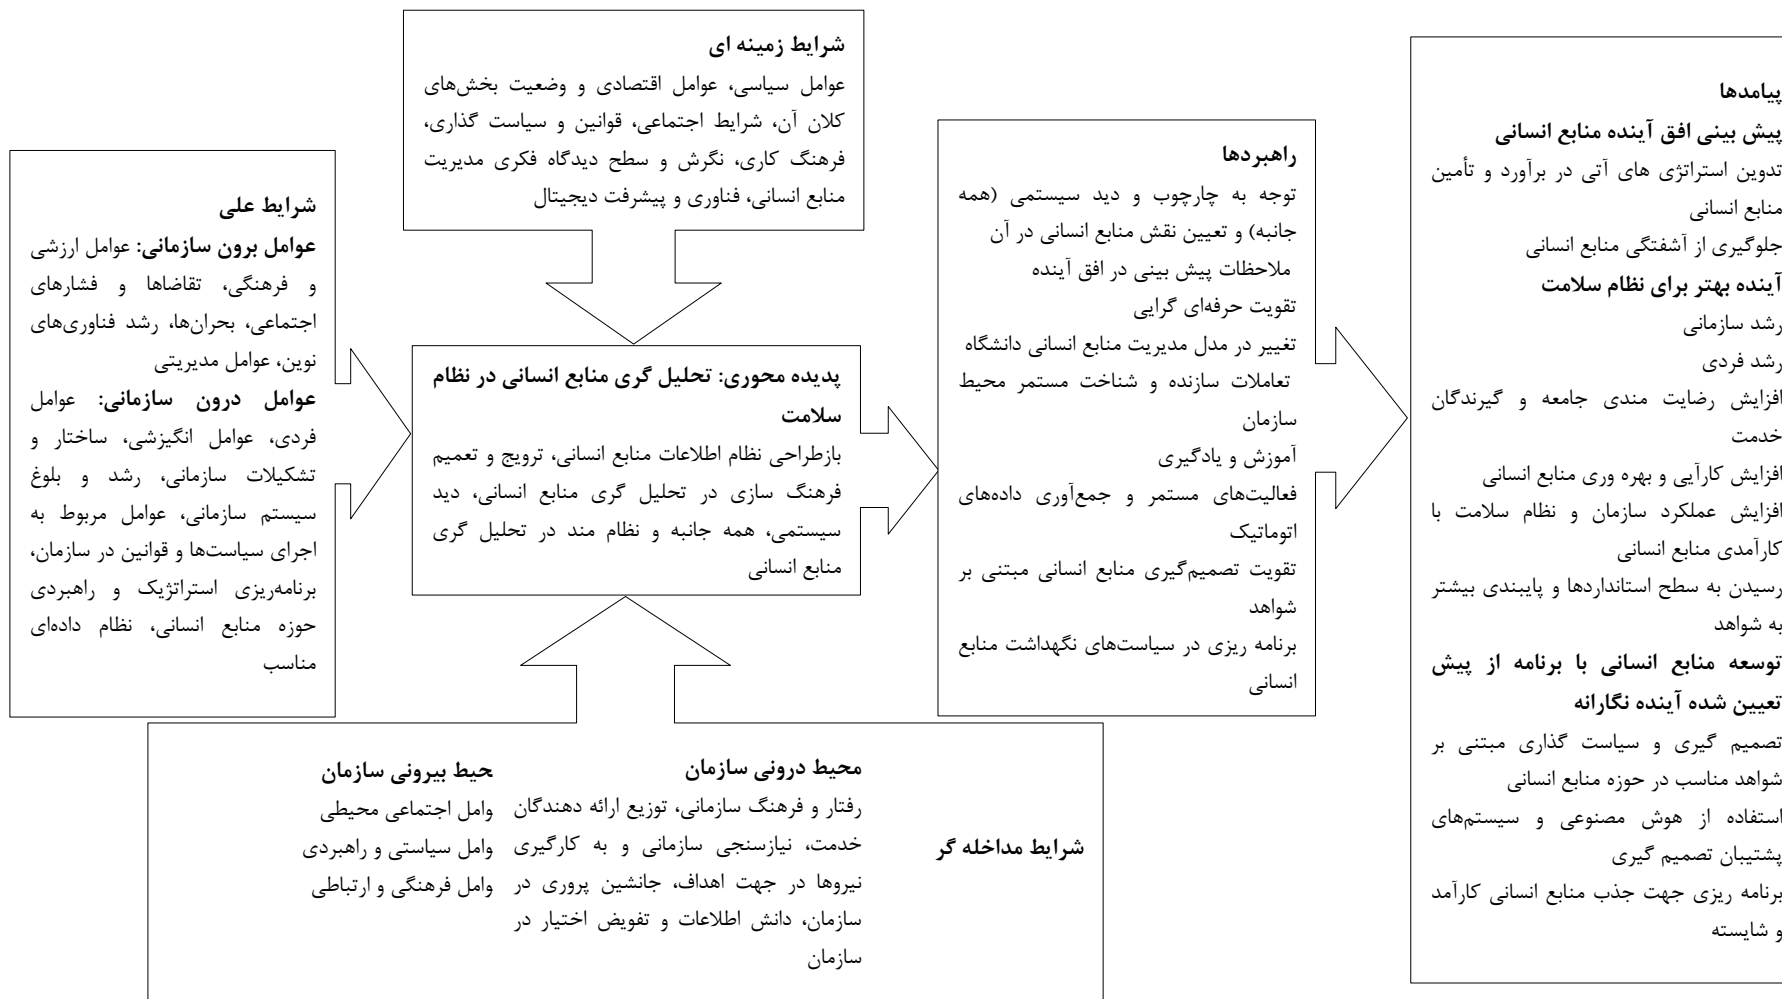 شرایط زمینه ای
عوامل سیاسی، عوامل اقتصادی و وضعیت بخش‌های
کلان آن، شرایط اجتماعی، قوانین و سیاست گذاری،
فرهنگ کاری، نگرش و سطح دیدگاه فکری مدیریت
منابع انسانی، فناوری و پیشرفت دیجیتال
شرایط علی
عوامل برون سازمانی: عوامل ارزشی
و فرهنگی، تقاضاها و فشارهای
اجتماعی، بحران‌ها، رشد فناوری‌های
نوین، عوامل مدیریتی
عوامل درون سازمانی: عوامل
فردی، عوامل انگیزشی، ساختار و
تشکیلات سازمانی، رشد و بلوغ
سیستم سازمانی، عوامل مربوط به
اجرای سیاست‌ها و قوانین در سازمان،
برنامه‌ریزی استراتژیک و راهبردی
حوزه منابع انسانی، نظام داده‌ای
مناسب
پدیده محوری: تحلیل گری منابع انسانی در نظام
سلامت
بازطراحی نظام اطلاعات منابع انسانی، ترویج و تعمیم
فرهنگ سازی در تحلیل گری منابع انسانی، دید
سیستمی، همه جانبه و نظام مند در تحلیل گری
منابع انسانی
شرایط مداخله گر
محیط درونی سازمان
رفتار و فرهنگ سازمانی، توزیع ارائه دهندگان
خدمت، نیازسنجی سازمانی و به کارگیری
نیروها در جهت اهداف، جانشین پروری در
سازمان، دانش اطلاعات و تفویض اختیار در
سازمان
حیط بیرونی سازمان
وامل اجتماعی محیطی
وامل سیاستی و راهبردی
وامل فرهنگی و ارتباطی
راهبردها
توجه به چارچوب و دید سیستمی (همه
جانبه) و تعیین نقش منابع انسانی در آن
ملاحظات پیش بینی در افق آینده
تقویت حرفه‌ای گرایی
تغییر در مدل مدیریت منابع انسانی دانشگاه
تعاملات سازنده و شناخت مستمر محیط
سازمان
آموزش و یادگیری
فعالیت‌های مستمر و جمع‌آوری داده‌های
اتوماتیک
تقویت تصمیم‌گیری منابع انسانی مبتنی بر
شواهد
برنامه ریزی در سیاست‌های نگهداشت منابع
انسانی
پیامدها
پیش بینی افق آینده منابع انسانی
تدوین استراتژی های آتی در برآورد و تأمین
منابع انسانی
جلوگیری از آشفتگی منابع انسانی
آینده بهتر برای نظام سلامت
رشد سازمانی
رشد فردی
افزایش رضایت مندی جامعه و گیرندگان
خدمت
افزایش کارآیی و بهره وری منابع انسانی
افزایش عملکرد سازمان و نظام سلامت با
کارآمدی منابع انسانی
رسیدن به سطح استانداردها و پایبندی بیشتر
به شواهد
توسعه منابع انسانی با برنامه از پیش
تعیین شده آینده نگارانه
تصمیم گیری و سیاست گذاری مبتنی بر
شواهد مناسب در حوزه منابع انسانی
استفاده از هوش مصنوعی و سیستم‌های
پشتیبان تصمیم گیری
برنامه ریزی جهت جذب منابع انسانی کارآمد
و شایسته